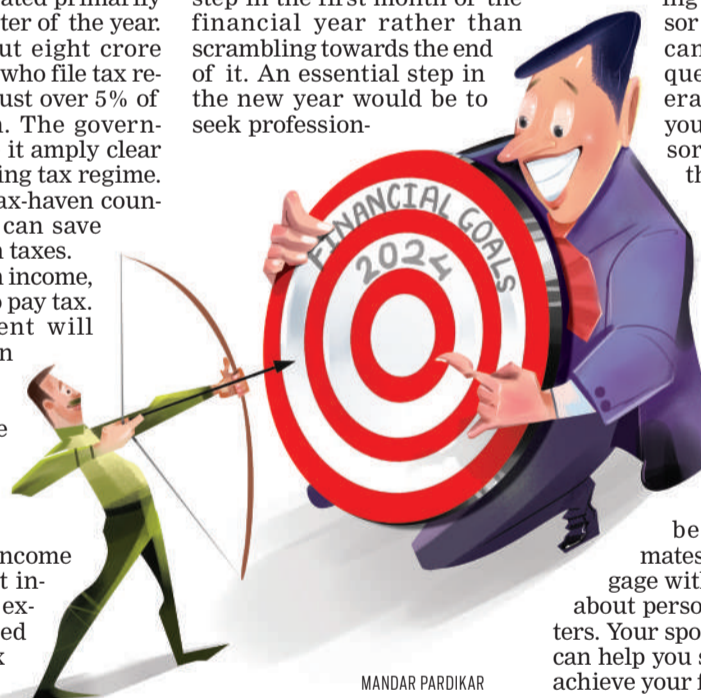 ated primarily
ter of the year.
ut eight crore
who file tax re-
ust over 5% of
n. The govern-
it amply clear
ing tax regime.
ax-haven coun-
can save
n taxes.
income,
pay tax.
ent will
n
e
ncome
t in-
ex-
ed
x
step in the first month of the
financial year rather than
scrambling towards the end
of it. An essential step in
the new year would be to
seek profession-
FINANCIAL GOALS
2024
MANDAR PARDIKAR
ing
sor
can
que
era
you
sor
th
be
mates
gage with
about perso
ters. Your spo
can help you s
achieve your f